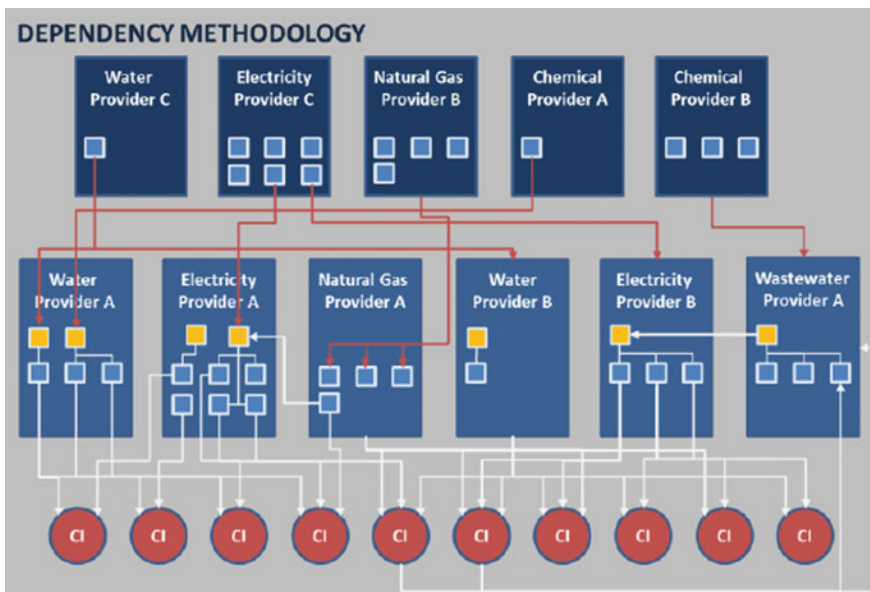 DEPENDENCY METHODOLOGY
Water
Provider C
Electricity
Provider C
Natural Gas
Provider B
Chemical
Provider A
Chemical
Provider B
Water
Provider A
Electricity
Provider A
Natural Gas
Provider A
Water
Provider B
Electricity
Provider B
Wastewater
Provider A
CI
CI
CI
CI
CI
CI
CI
CI
CI
CI